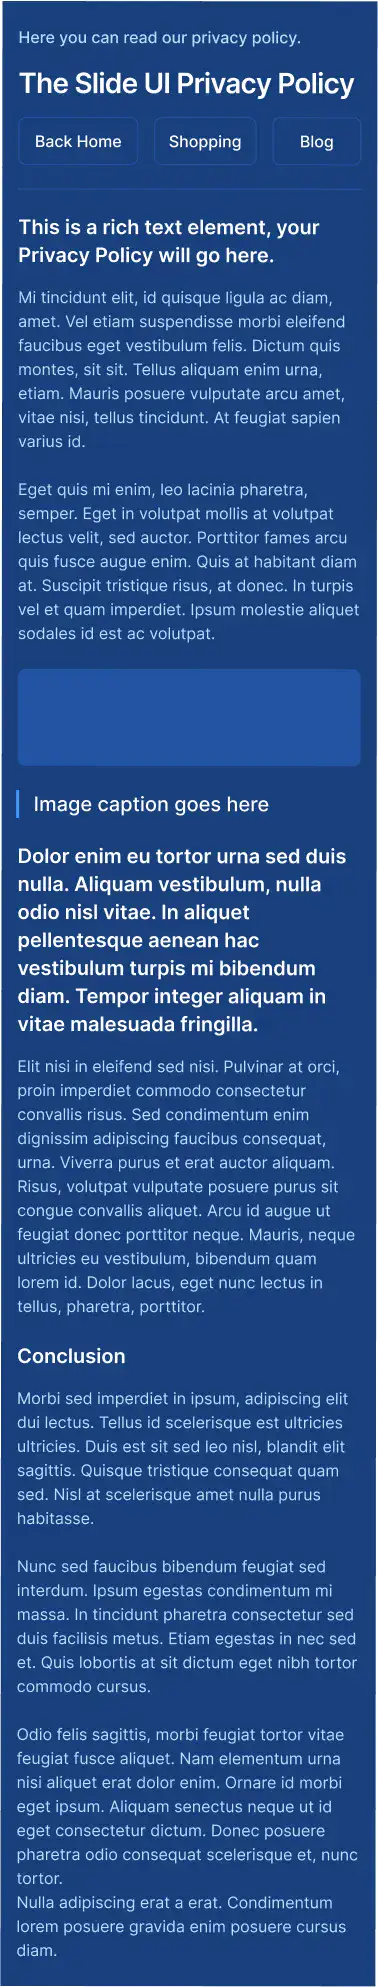 Here you can read our privacy policy.
The Slide UI Privacy Policy
Back Home
Shopping
Blog
This is a rich text element, your
Privacy Policy will go here.
Mi tincidunt elit, id quisque ligula ac diam,
amet. Vel etiam suspendisse morbi eleifend
faucibus eget vestibulum felis. Dictum quis
montes, sit sit. Tellus aliquam enim urna,
etiam. Mauris posuere vulputate arcu amet,
vitae nisi, tellus tincidunt. At feugiat sapien
varius id.
Eget quis mi enim, leo lacinia pharetra,
semper. Eget in volutpat mollis at volutpat
lectus velit, sed auctor. Porttitor fames arcu
quis fusce augue enim. Quis at habitant diam
at. Suscipit tristique risus, at donec. In turpis
vel et quam imperdiet. Ipsum molestie aliquet
sodales id est ac volutpat.
Image caption goes here
Dolor enim eu tortor urna sed duis
nulla. Aliquam vestibulum, nulla
odio nisl vitae. In aliquet
pellentesque aenean hac
vestibulum turpis mi bibendum
diam. Tempor integer aliquam in
vitae malesuada fringilla.
Elit nisi in eleifend sed nisi. Pulvinar at orci,
proin imperdiet commodo consectetur
convallis risus. Sed condimentum enim
dignissim adipiscing faucibus consequat,
urna. Viverra purus et erat auctor aliquam.
Risus, volutpat vulputate posuere purus sit
congue convallis aliquet. Arcu id augue ut
feugiat donec porttitor neque. Mauris, neque
ultricies eu vestibulum, bibendum quam
lorem id. Dolor lacus, eget nunc lectus in
tellus, pharetra, porttitor.
Conclusion
Morbi sed imperdiet in ipsum, adipiscing elit
dui lectus. Tellus id scelerisque est ultricies
ultricies. Duis est sit sed leo nisl, blandit elit
sagittis. Quisque tristique consequat quam
sed. Nisl at scelerisque amet nulla purus
habitasse.
Nunc sed faucibus bibendum feugiat sed
interdum. Ipsum egestas condimentum mi
massa. In tincidunt pharetra consectetur sed
duis facilisis metus. Etiam egestas in nec sed
et. Quis lobortis at sit dictum eget nibh tortor
commodo cursus.
Odio felis sagittis, morbi feugiat tortor vitae
feugiat fusce aliquet. Nam elementum urna
nisi aliquet erat dolor enim. Ornare id morbi
eget ipsum. Aliquam senectus neque ut id
eget consectetur dictum. Donec posuere
pharetra odio consequat scelerisque et, nunc
tortor.
Nulla adipiscing erat a erat. Condimentum
lorem posuere gravida enim posuere cursus
diam.